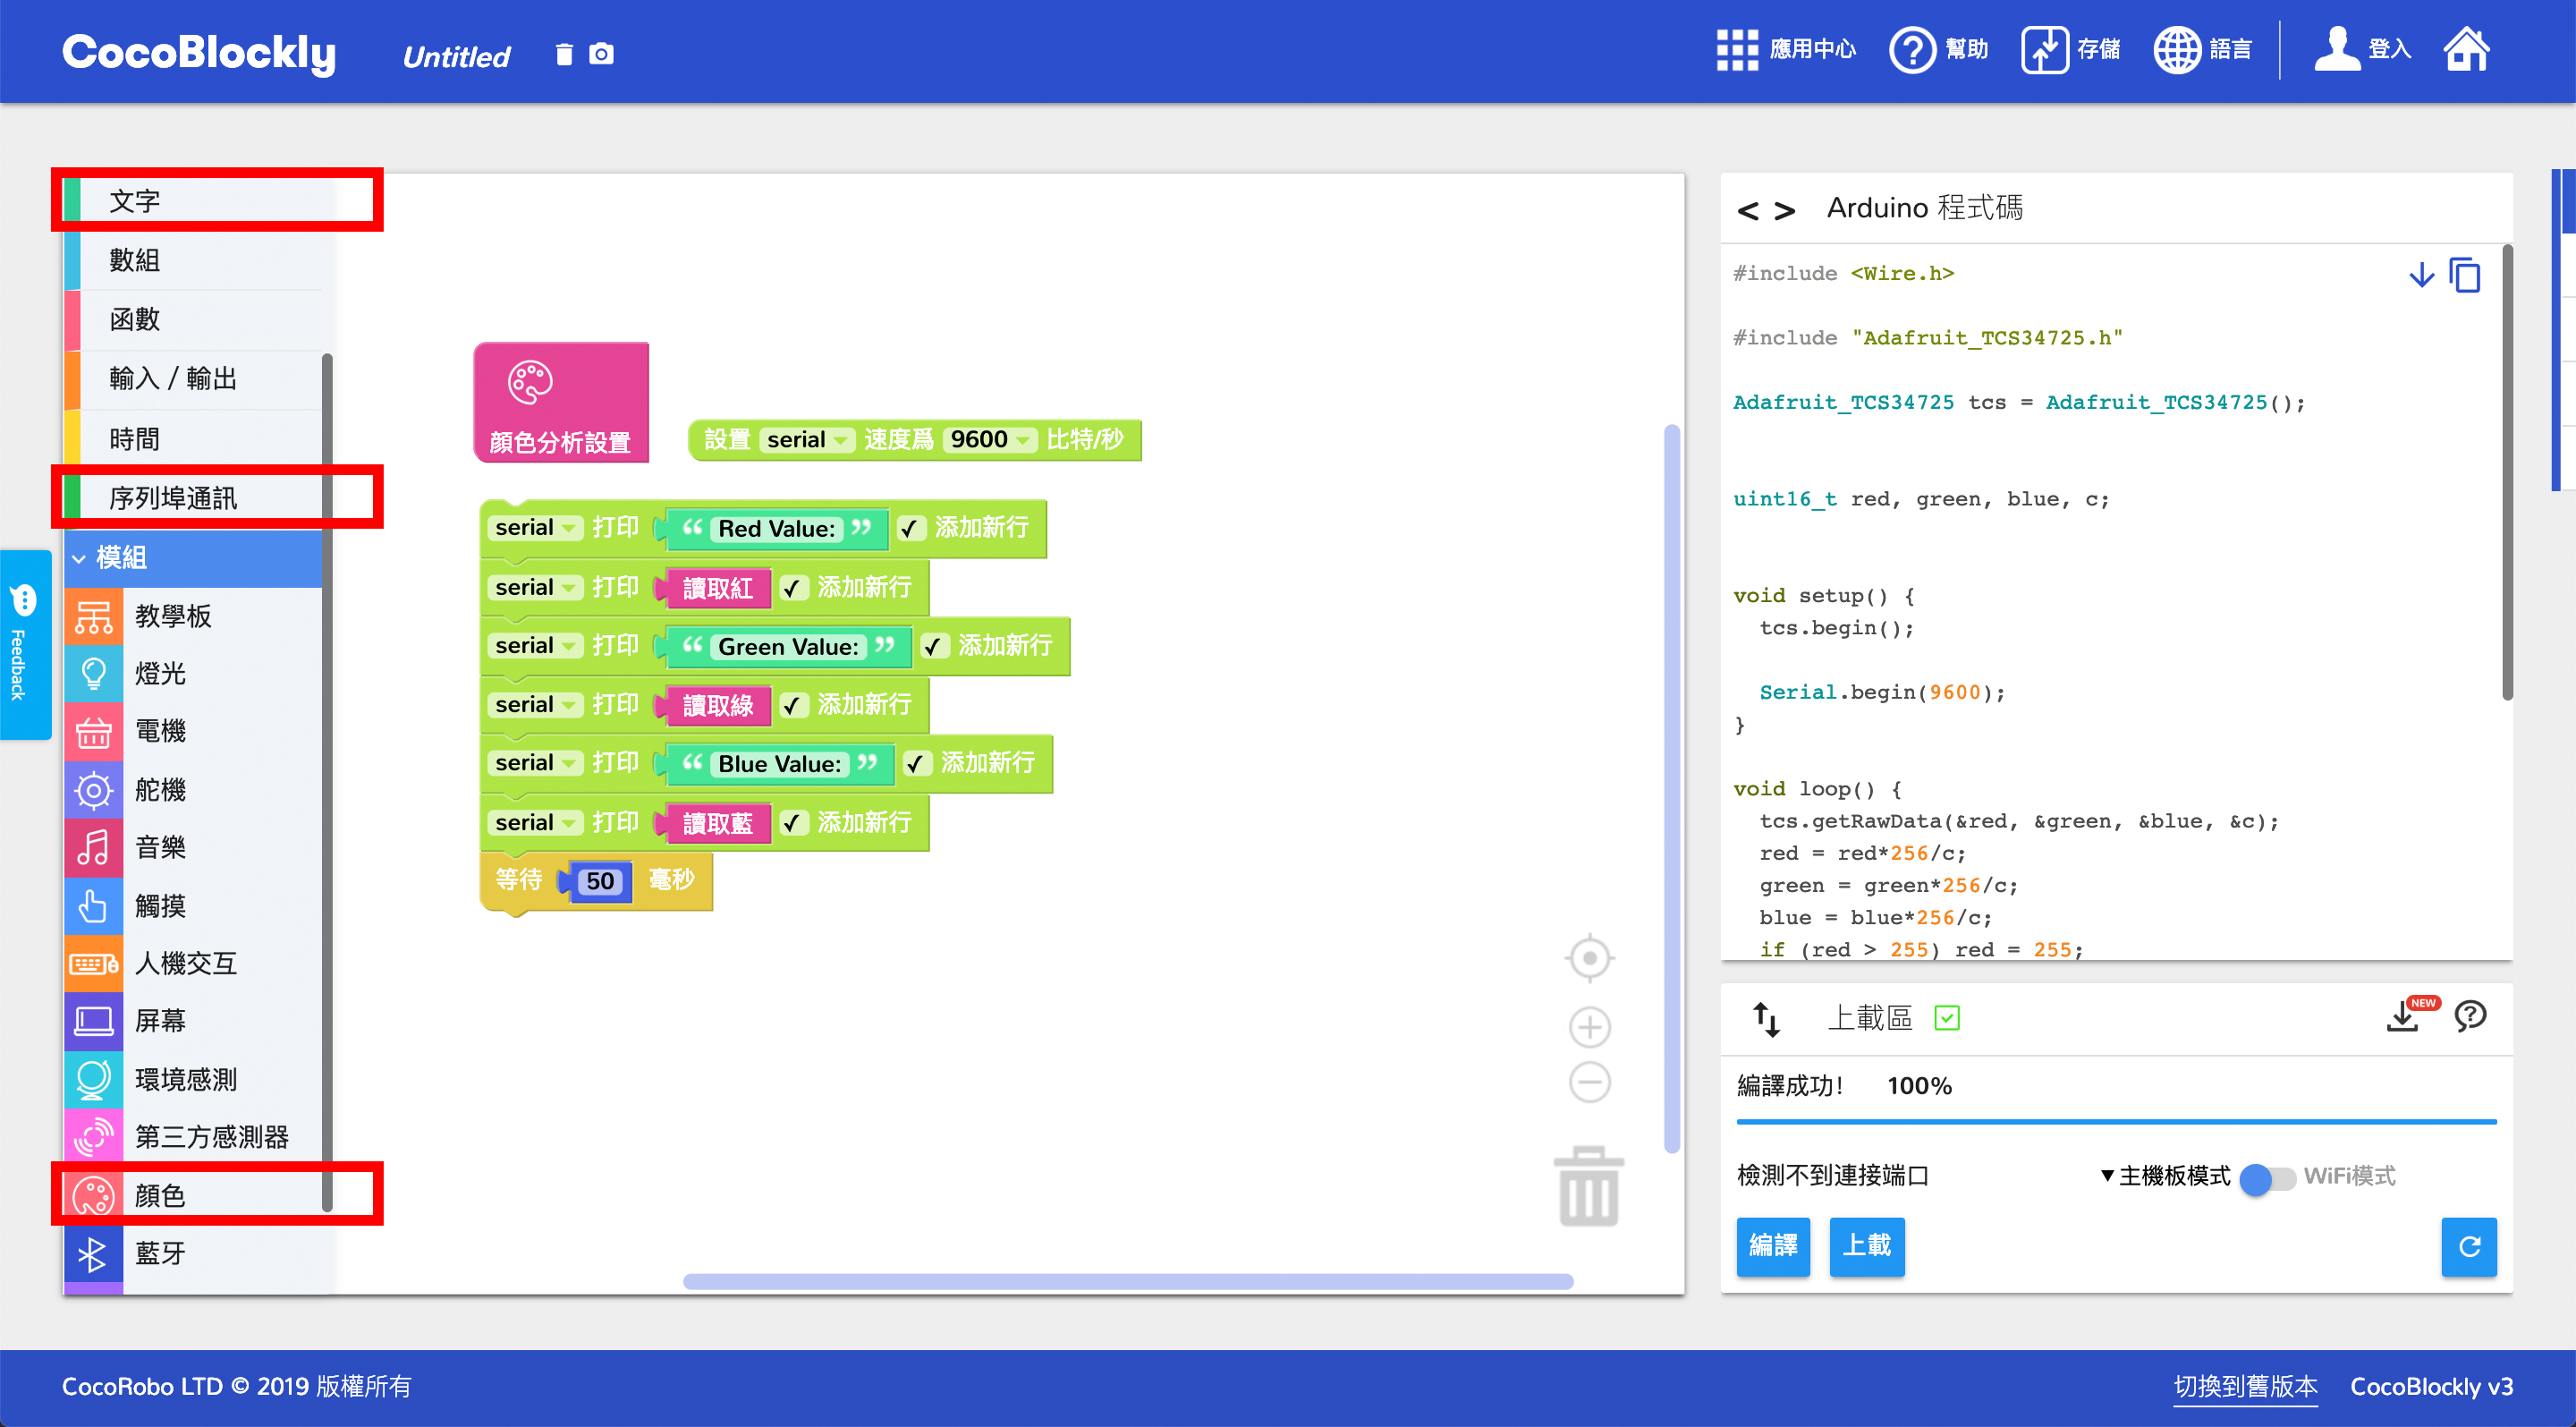 CocoBlockly
Untitled
應用中心
幫助
存儲
語言
登入
文字
數組
函數
輸入 / 輸出
時間
序列埠通訊
模組
教學板
燈光
電機
舵機
音樂
觸摸
人機交互
屏幕
環境感測
第三方感測器
顏色
藍牙
Feedback
顏色分析設置
設置 serial 速度爲 9600 比特/秒
serial 打印 “ Red Value: ” ✓ 添加新行
serial 打印 讀取紅 ✓ 添加新行
serial 打印 “ Green Value: ” ✓ 添加新行
serial 打印 讀取綠 ✓ 添加新行
serial 打印 “ Blue Value: ” ✓ 添加新行
serial 打印 讀取藍 ✓ 添加新行
等待 50 毫秒
< > Arduino 程式碼
#include <Wire.h>
#include "Adafruit_TCS34725.h"
Adafruit_TCS34725 tcs = Adafruit_TCS34725();
uint16_t red, green, blue, c;
void setup() {
tcs.begin();
Serial.begin(9600);
}
void loop() {
tcs.getRawData(&red, &green, &blue, &c);
red = red*256/c;
green = green*256/c;
blue = blue*256/c;
if (red > 255) red = 255;
上載區
NEW
編譯成功! 100%
檢測不到連接端口
▼主機板模式
WiFi模式
編譯
上載
CocoRobo LTD © 2019 版權所有
切換到舊版本
CocoBlockly v3